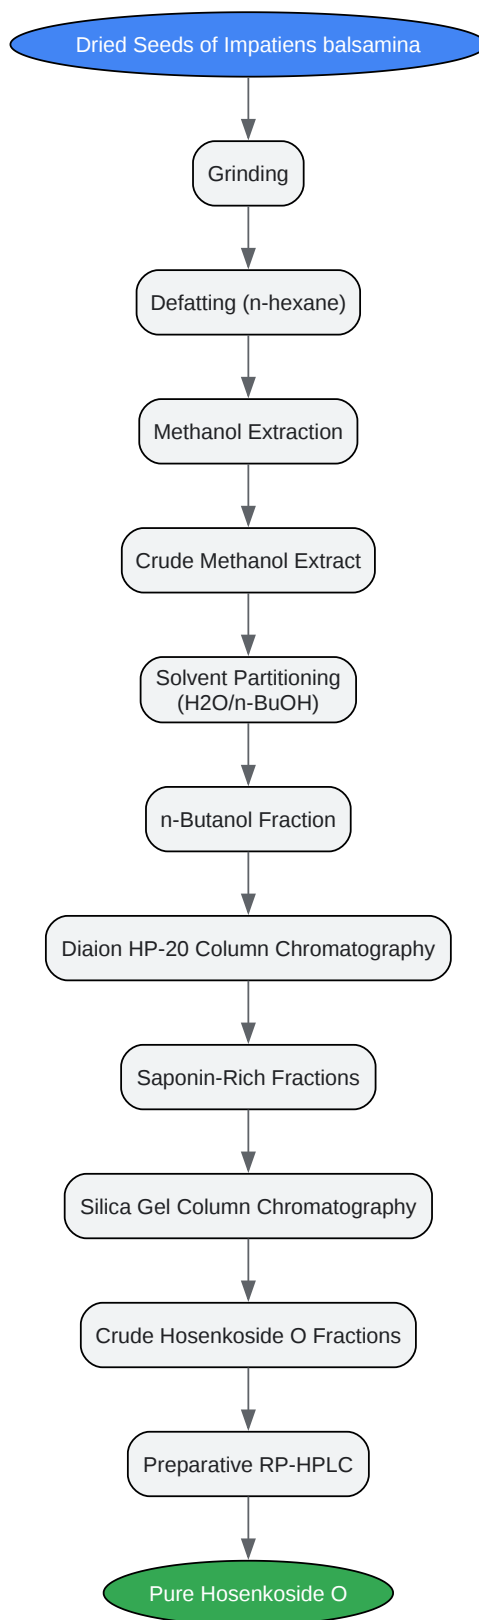 Dried Seeds of Impatiens balsamina
Grinding
Defatting (n-hexane)
Methanol Extraction
Crude Methanol Extract
Solvent Partitioning
(H2O/n-BuOH)
n-Butanol Fraction
Diaion HP-20 Column Chromatography
Saponin-Rich Fractions
Silica Gel Column Chromatography
Crude Hosenkoside O Fractions
Preparative RP-HPLC
Pure Hosenkoside O